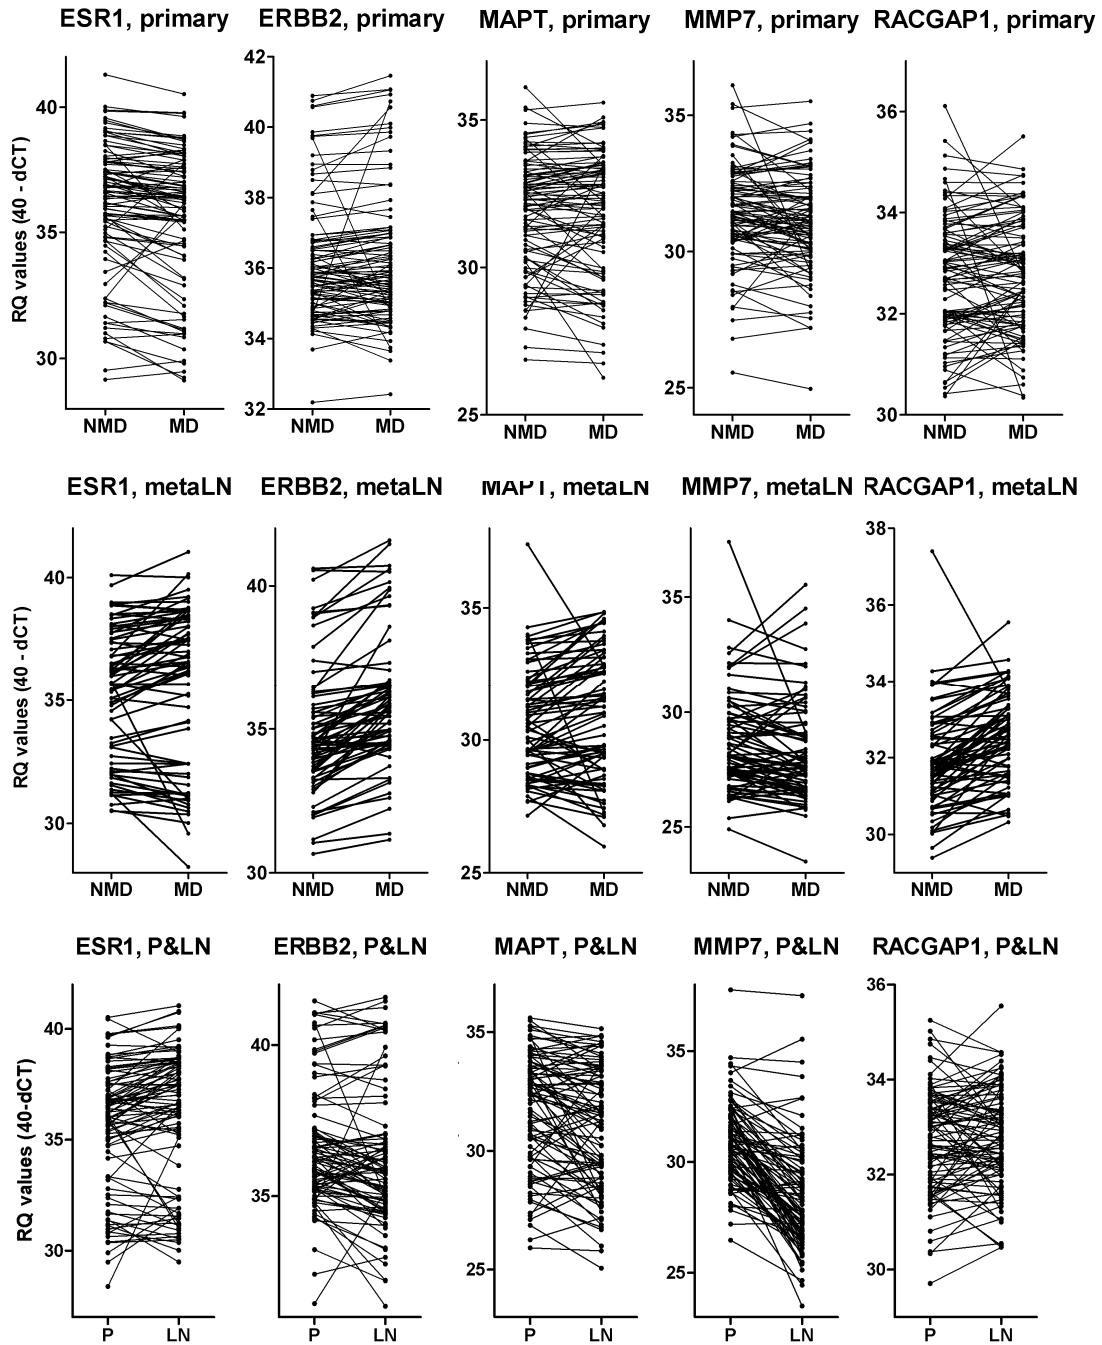 ESR1, primary
ERBB2, primary
MAPT, primary
MMP7, primary
RACGAP1, primary
RQ values (40 - dCT)
40
35
30
NMD MD
42
40
38
36
34
32
NMD MD
35
30
25
NMD MD
35
30
25
NMD MD
36
34
32
30
NMD MD
ESR1, metaLN
ERBB2, metaLN
MAPT, metaLN
MMP7, metaLN
RACGAP1, metaLN
RQ values (40 - dCT)
40
35
30
NMD MD
40
35
30
NMD MD
35
30
25
NMD MD
35
30
25
NMD MD
38
36
34
32
30
NMD MD
ESR1, P&LN
ERBB2, P&LN
MAPT, P&LN
MMP7, P&LN
RACGAP1, P&LN
RQ values (40-dCT)
40
35
30
P LN
40
35
P LN
35
30
25
P LN
35
30
25
P LN
36
34
32
30
P LN